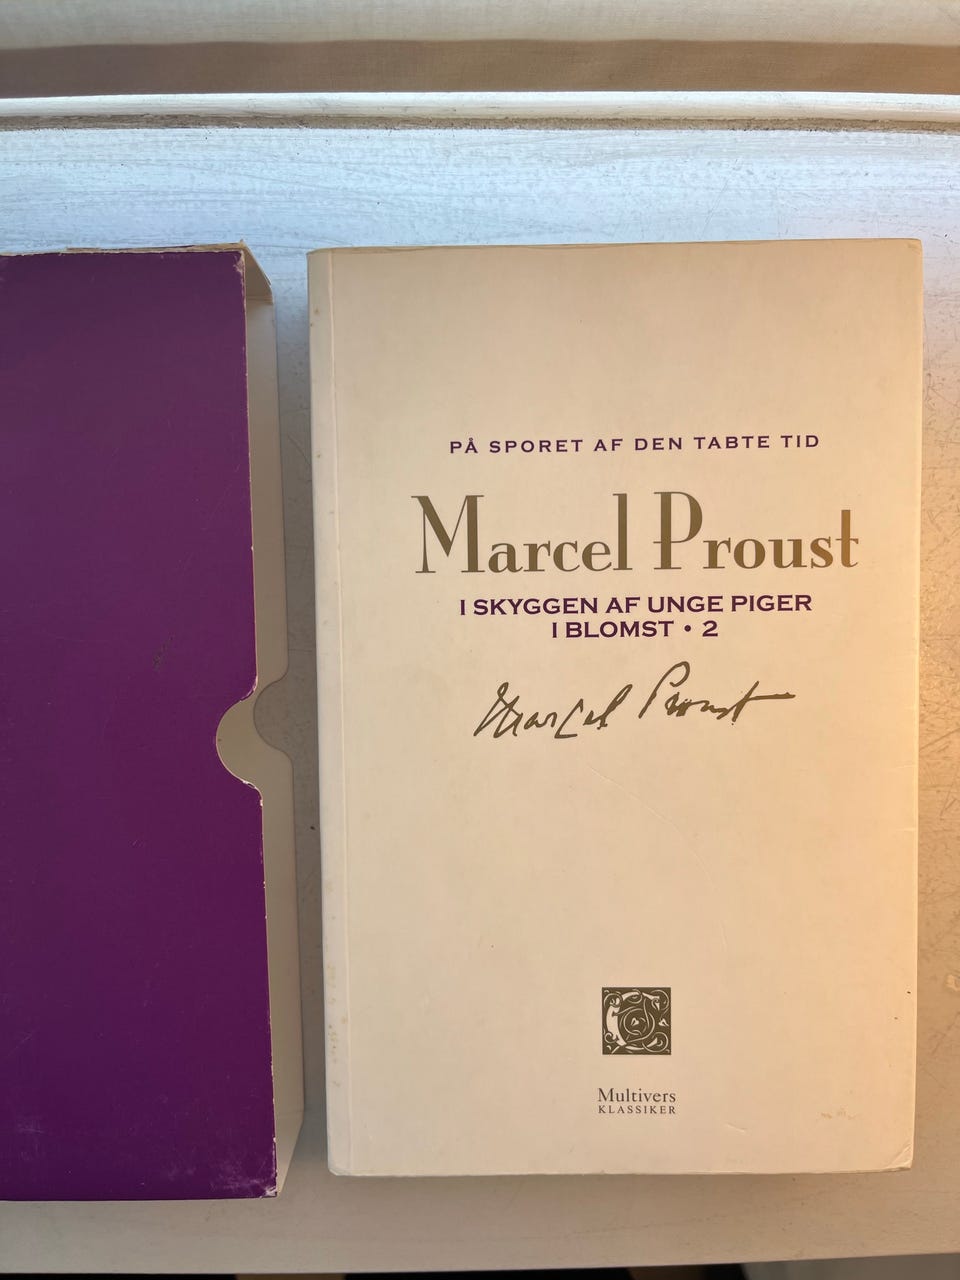 PÅ SPORET AF DEN TABTE TID
Marcel Proust
I SKYGGEN AF UNGE PIGER
I BLOMST • 2
Marcel Proust
Multivers
KLASSIKER